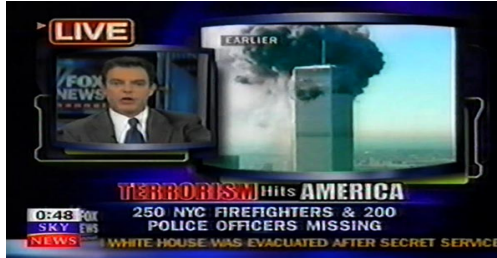 LIVE
EARLIER
FOX
NEWS
TERRORISM Hits AMERICA
250 NYC FIREFIGHTERS & 200
POLICE OFFICERS MISSING
0:48
SKY
NEWS
WHITE HOUSE WAS EVACUATED AFTER SECRET SERVICE